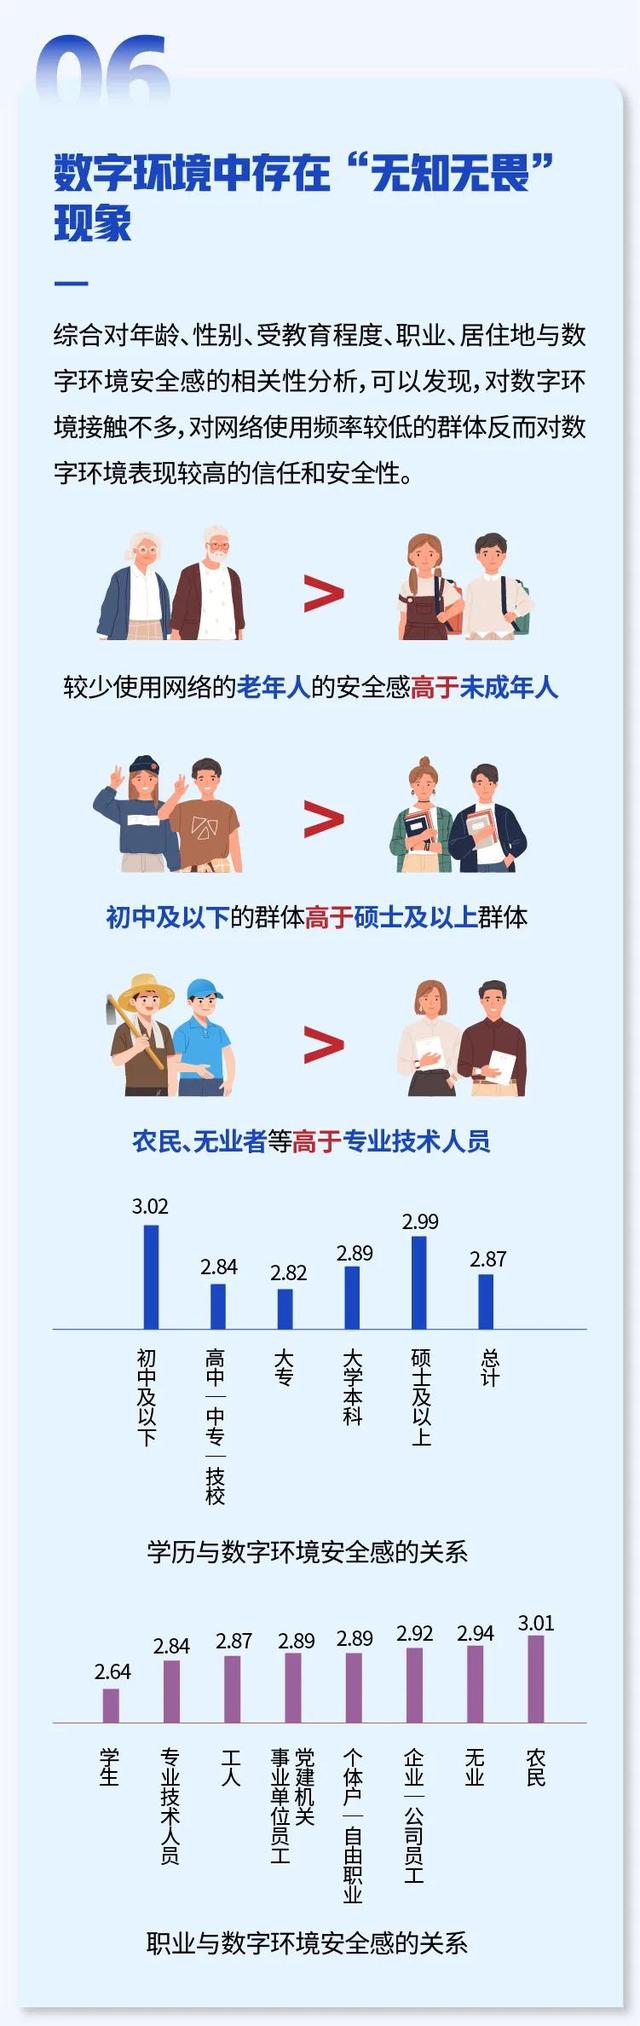 06
数字环境中存在“无知无畏”
现象
综合对年龄、性别、受教育程度、职业、居住地与数
字环境安全感的相关性分析，可以发现，对数字环
境接触不多，对网络使用频率较低的群体反而对数
字环境表现较高的信任和安全性。
>
较少使用网络的老年人的安全感高于未成年人
>
初中及以下的群体高于硕士及以上群体
>
农民、无业者等高于专业技术人员
3.02
2.84
2.82
2.89
2.99
2.87
初中及以下
高中|中专|技校
大专
大学本科
硕士及以上
总计
学历与数字环境安全感的关系
2.64
2.84
2.87
2.89
2.89
2.92
2.94
3.01
学生
专业技术人员
工人
党建机关
事业单位员工
个体户|自由职业
企业|公司员工
无业
农民
职业与数字环境安全感的关系